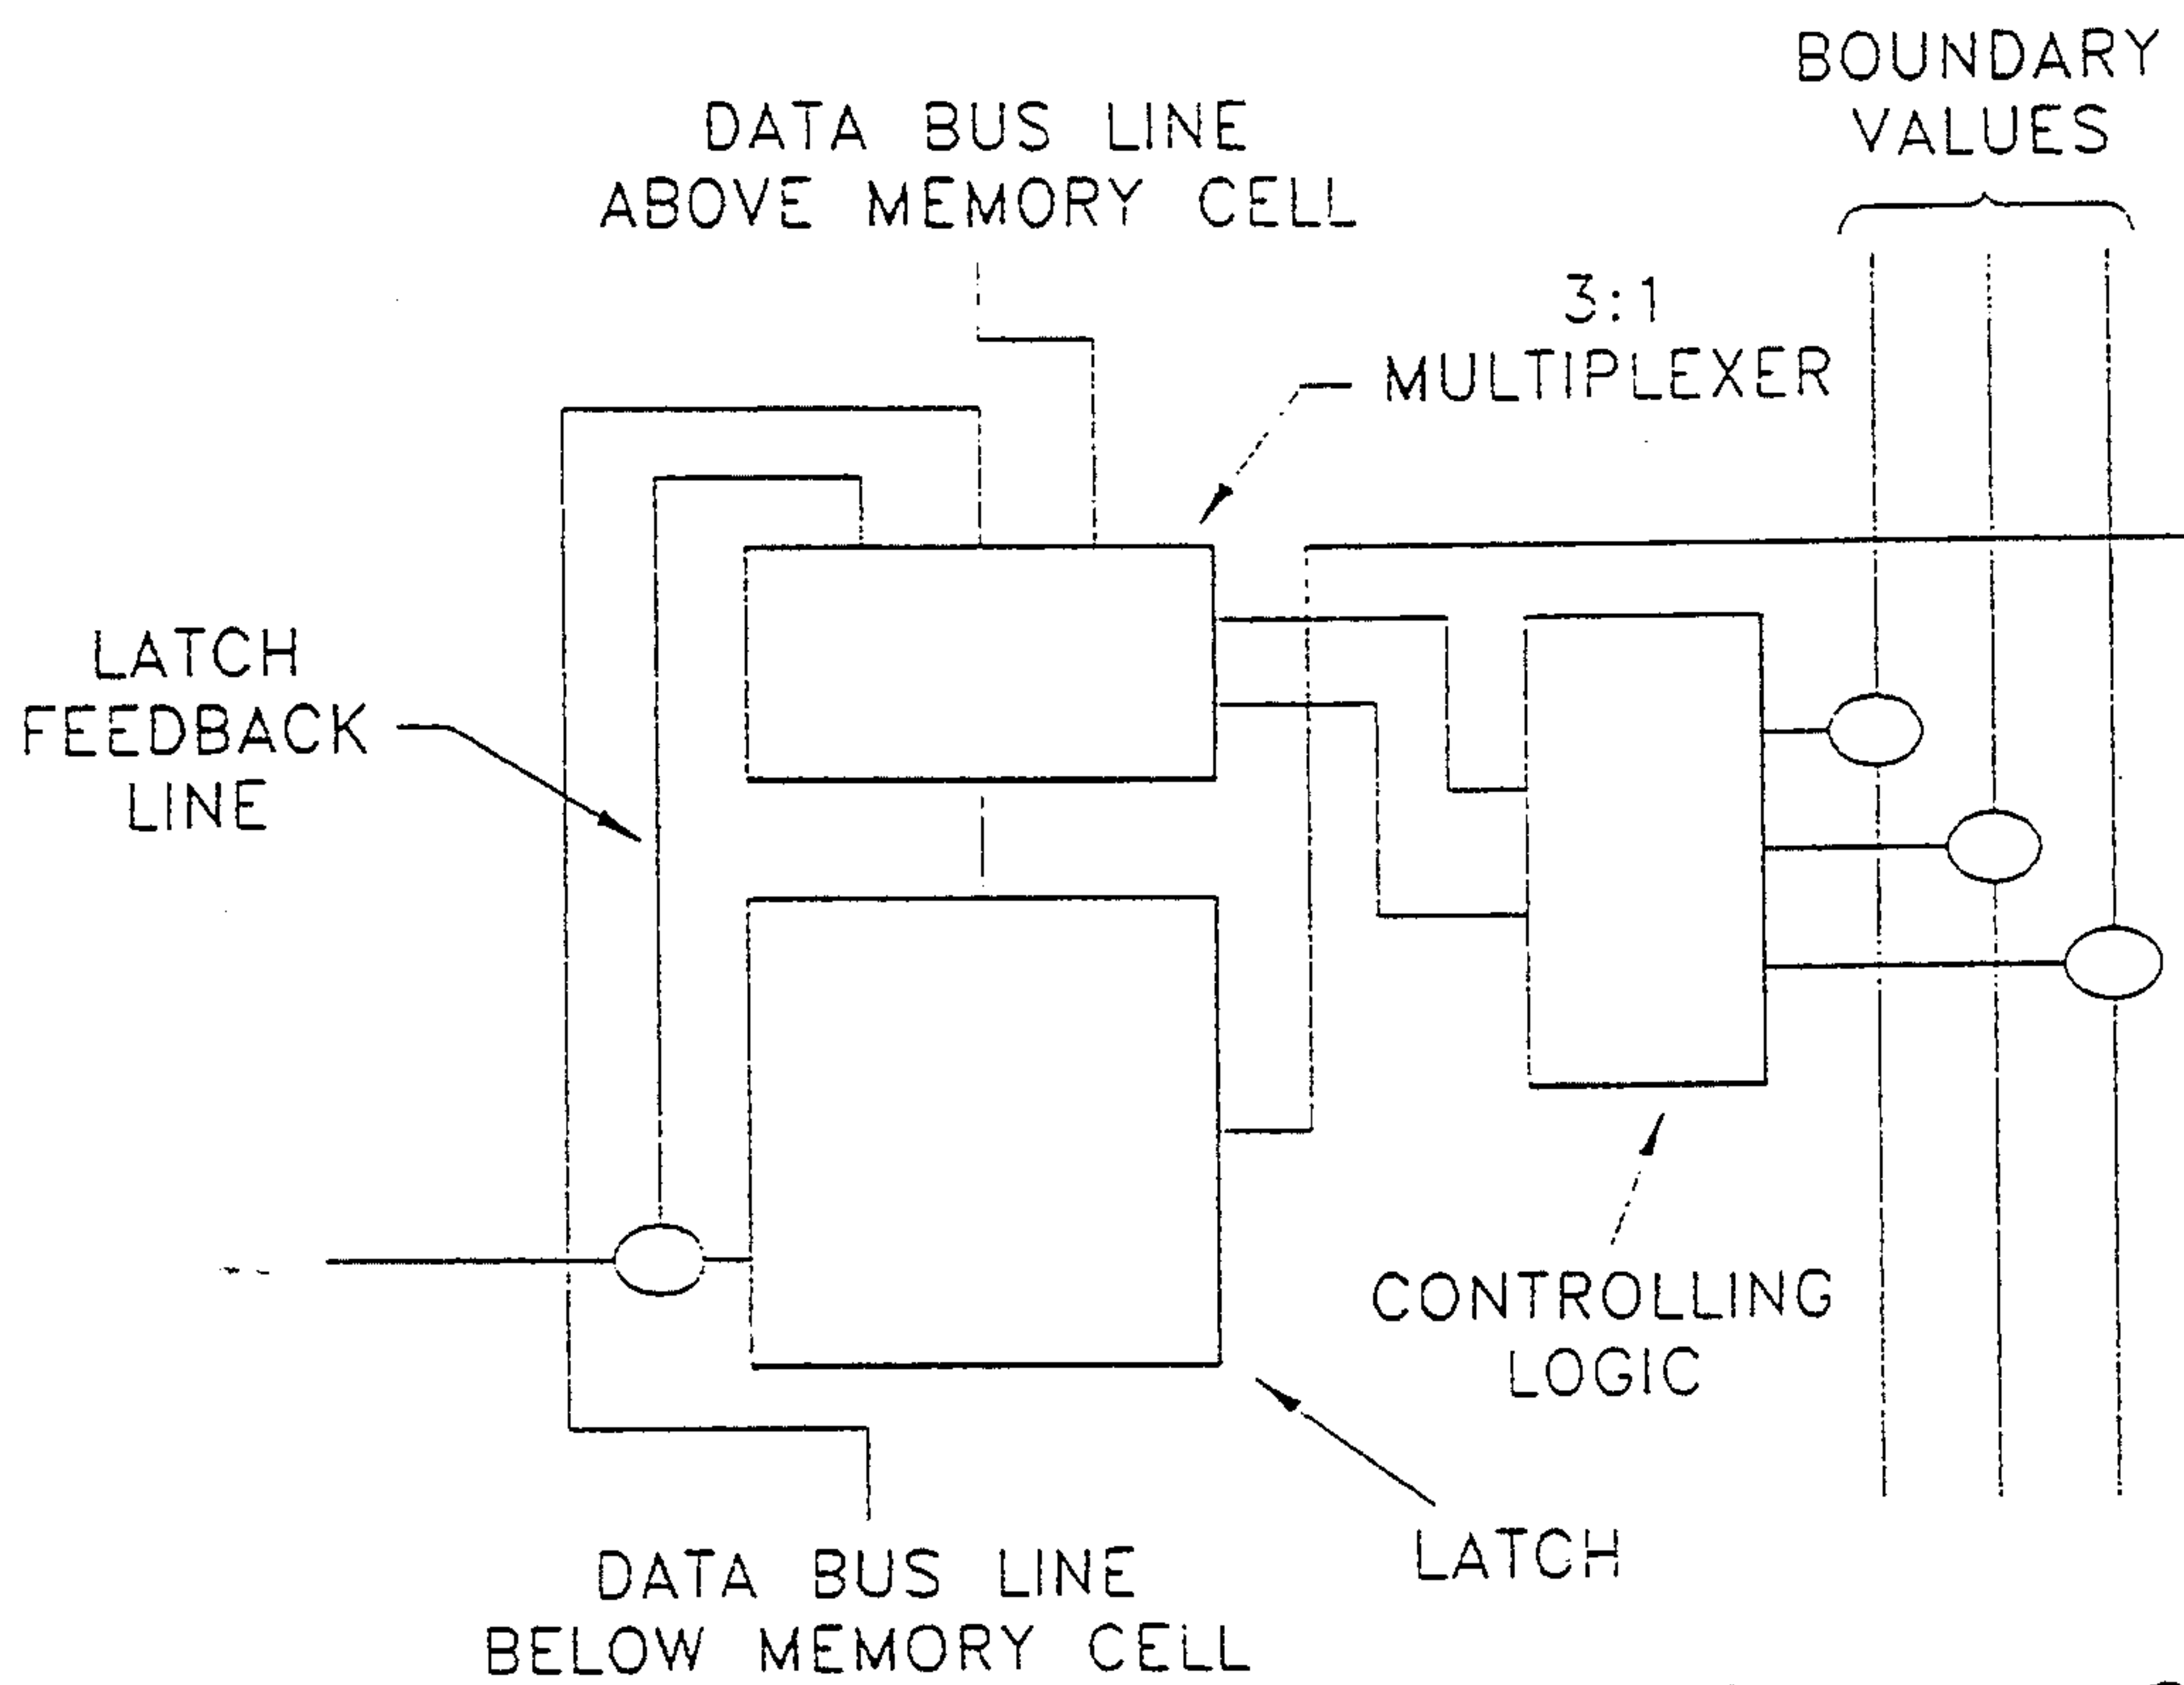 BOUNDARY
VALUES
DATA BUS LINE
ABOVE MEMORY CELL
3:1
MULTIPLEXER
LATCH
FEEDBACK
LINE
CONTROLLING
LOGIC
LATCH
DATA BUS LINE
BELOW MEMORY CELL